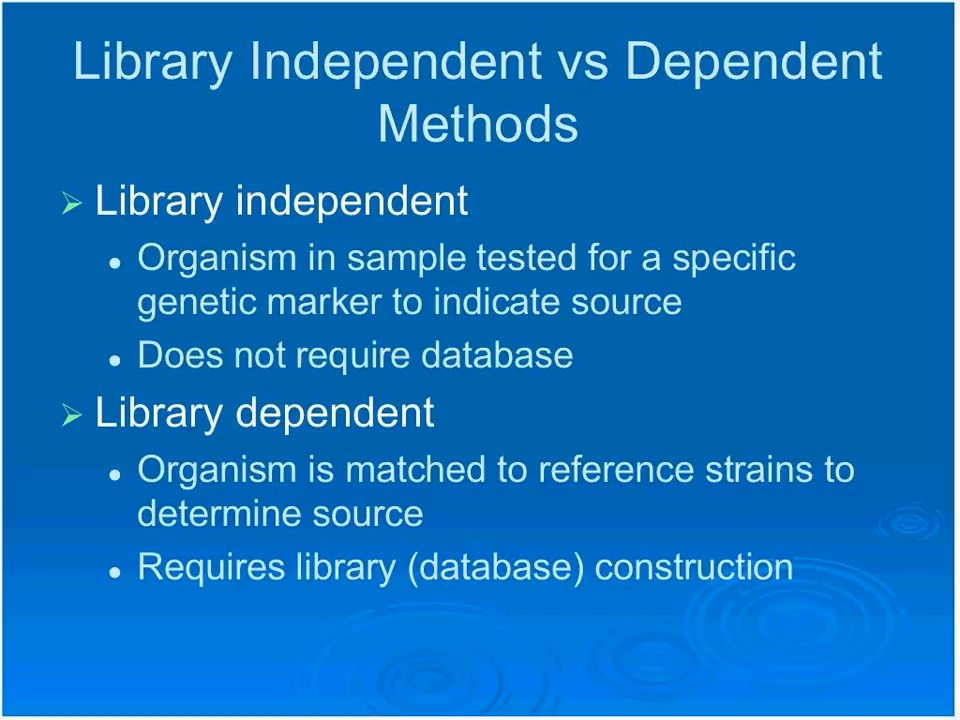 Library Independent vs Dependent
Methods
Library independent
Organism in sample tested for a specific
genetic marker to indicate source
Does not require database
Library dependent
Organism is matched to reference strains to
determine source
Requires library (database) construction